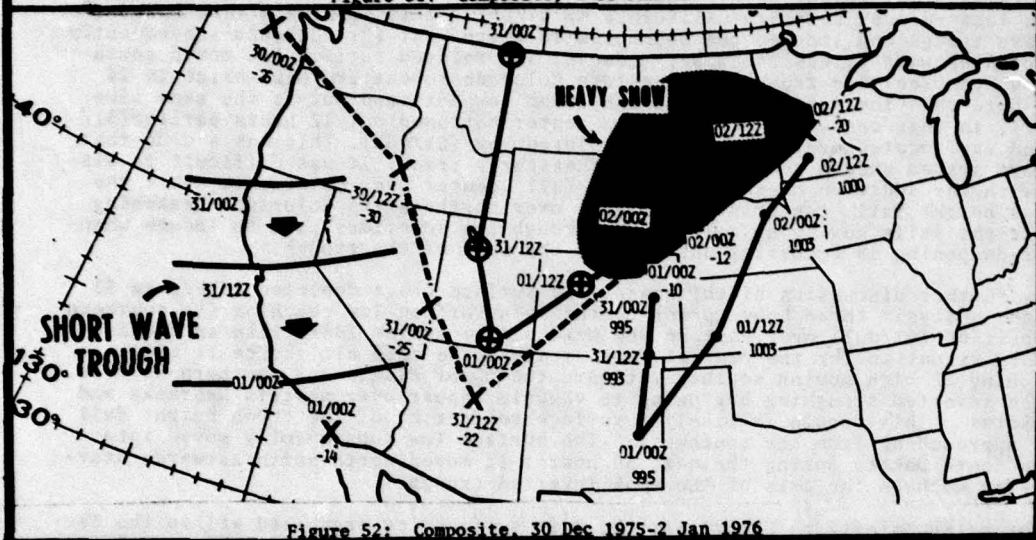 31/00Z
30/00Z
-26
HEAVY SNOW
02/12Z
02/12Z
-20
40°
02/12Z
1000
30/12Z
-30
31/00Z
02/00Z
02/00Z
1003
02/00Z
-12
31/12Z
01/00Z
-10
01/12Z
31/12Z
31/00Z
995
SHORT WAVE
TROUGH
31/00Z
-25
01/12Z
1003
01/00Z
31/12Z
993
30°
01/00Z
31/12Z
-22
01/00Z
-14
30°
01/00Z
995
Figure 52: Composite, 30 Dec 1975-2 Jan 1976